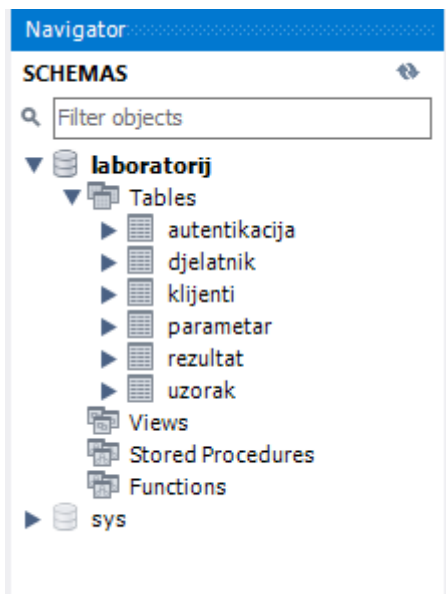 Navigator
SCHEMAS
Filter objects
laboratorij
Tables
autentikacija
djelatnik
klijenti
parametar
rezultat
uzorak
Views
Stored Procedures
Functions
sys